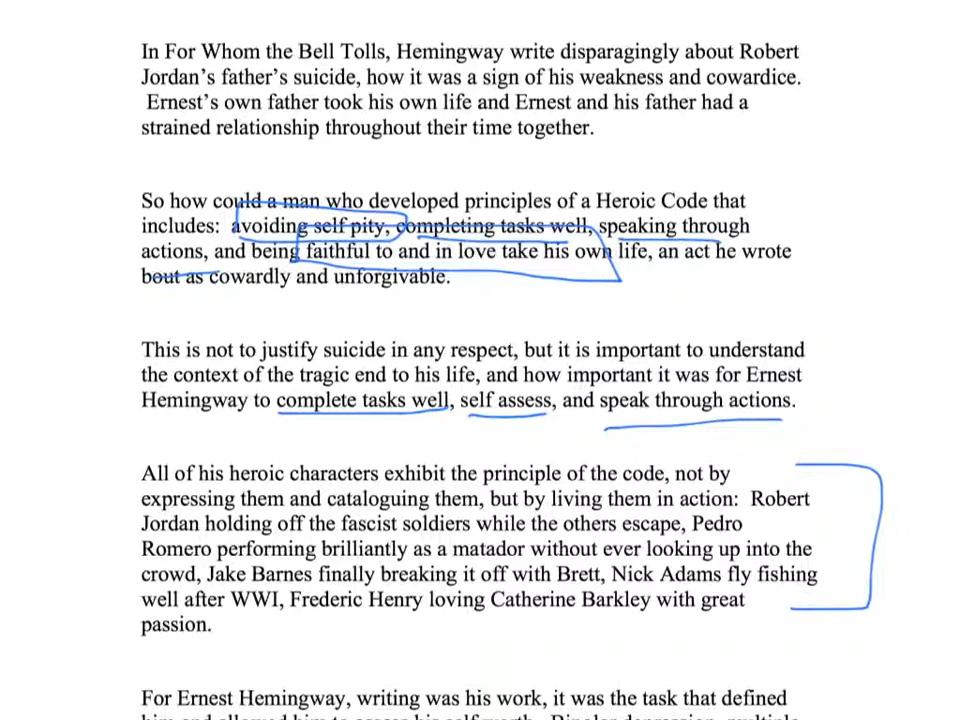 In For Whom the Bell Tolls, Hemingway write disparagingly about Robert
Jordan's father's suicide, how it was a sign of his weakness and cowardice.
Ernest's own father took his own life and Ernest and his father had a
strained relationship throughout their time together.
So how could a man who developed principles of a Heroic Code that
includes: avoiding self pity, completing tasks well, speaking through
actions, and being faithful to and in love take his own life, an act he wrote
bout as cowardly and unforgivable.
This is not to justify suicide in any respect, but it is important to understand
the context of the tragic end to his life, and how important it was for Ernest
Hemingway to complete tasks well, self assess, and speak through actions.
All of his heroic characters exhibit the principle of the code, not by
expressing them and cataloguing them, but by living them in action: Robert
Jordan holding off the fascist soldiers while the others escape, Pedro
Romero performing brilliantly as a matador without ever looking up into the
crowd, Jake Barnes finally breaking it off with Brett, Nick Adams fly fishing
well after WWI, Frederic Henry loving Catherine Barkley with great
passion.
For Ernest Hemingway, writing was his work, it was the task that defined